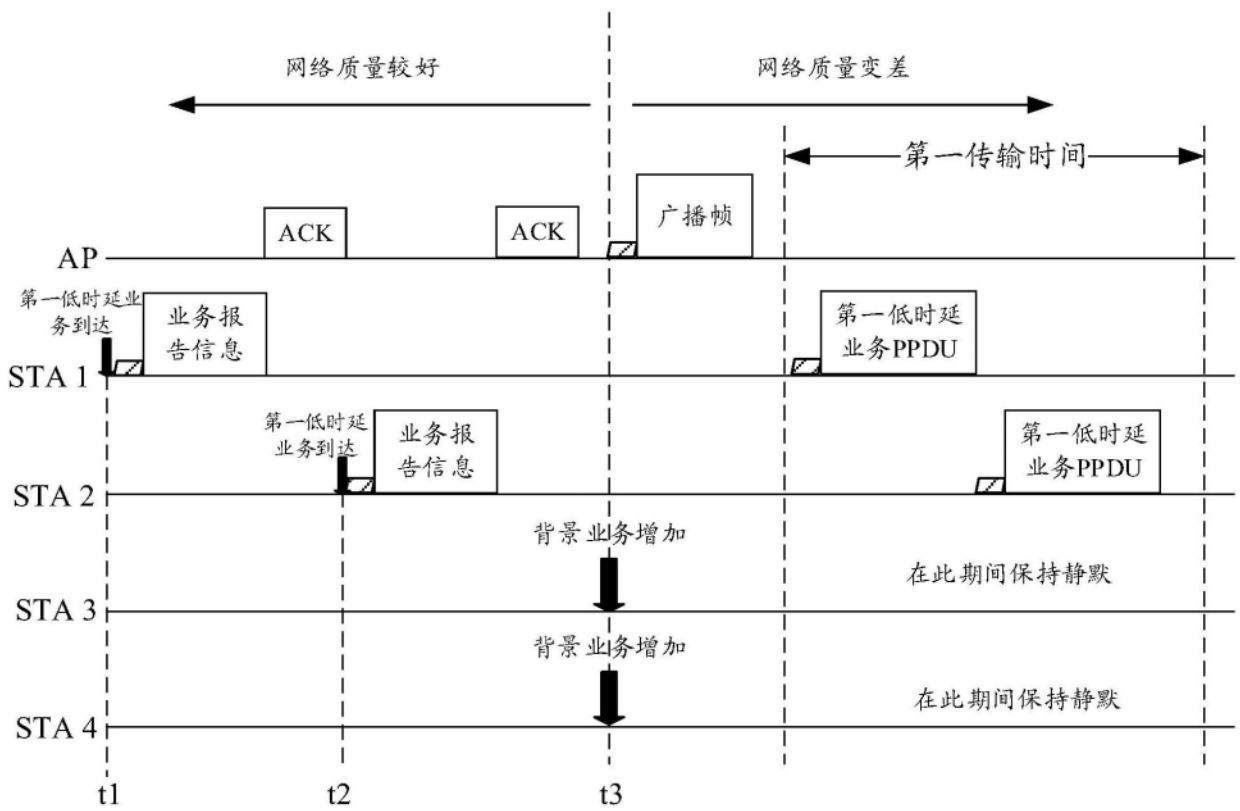 网络质量较好
网络质量变差
第一传输时间
ACK
ACK
广播帧
AP
第一低时延业
务到达
业务报
告信息
第一低时延
业务PPDU
STA 1
第一低时延
业务到达
业务报
告信息
第一低时延
业务PPDU
STA 2
背景业务增加
在此期间保持静默
STA 3
背景业务增加
在此期间保持静默
STA 4
t1
t2
t3